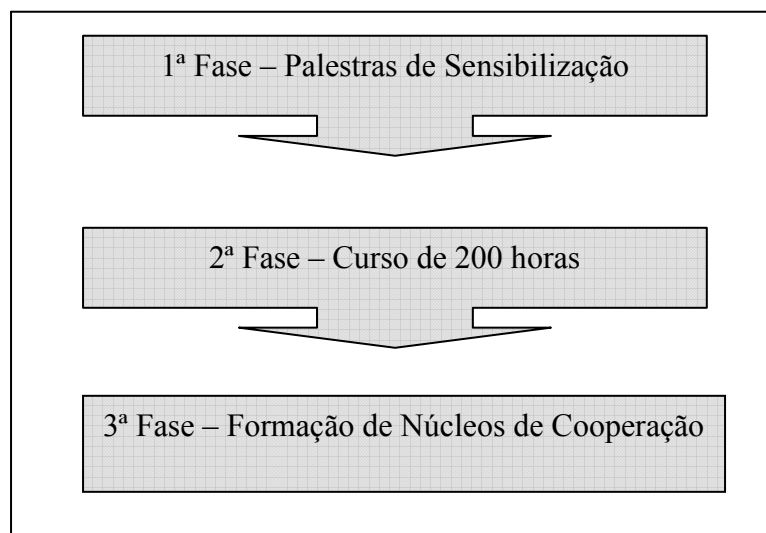 1ª Fase – Palestras de Sensibilização
2ª Fase – Curso de 200 horas
3ª Fase – Formação de Núcleos de Cooperação